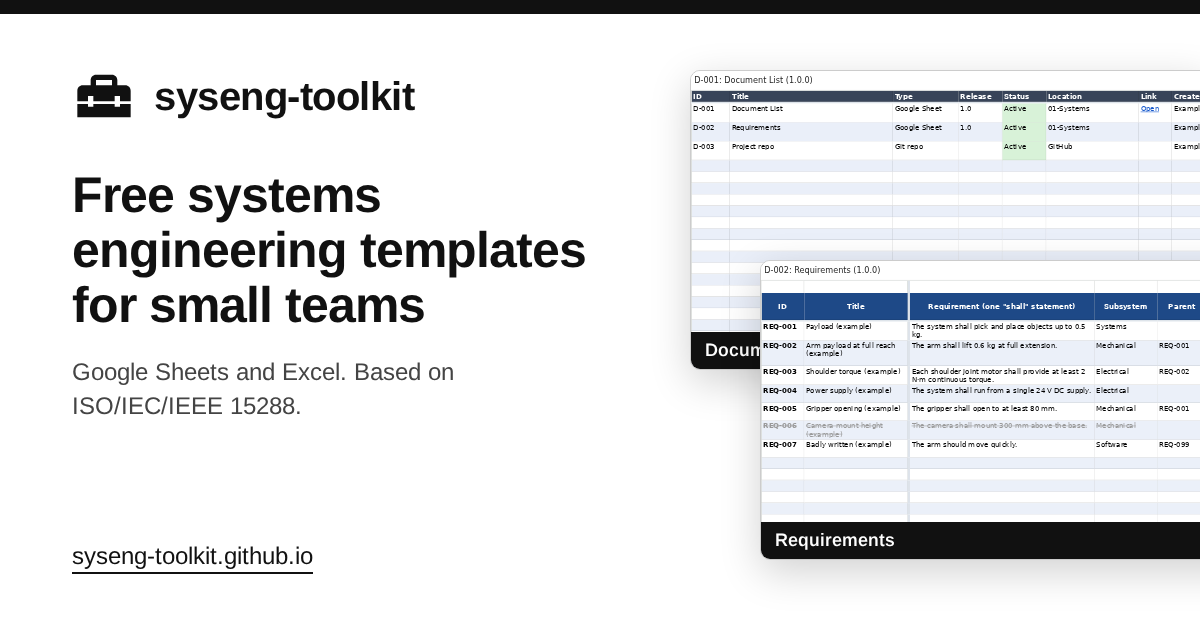 syseng-toolkit
Free systems
engineering templates
for small teams
Google Sheets and Excel. Based on
ISO/IEC/IEEE 15288.
syseng-toolkit.github.io
D-001: Document List (1.0.0)
ID Title Type Release Status Location Link
D-001 Document List Google Sheet 1.0 Active 01-Systems Open
D-002 Requirements Google Sheet 1.0 Active 01-Systems
D-003 Project repo Git repo Active GitHub
D-002: Requirements (1.0.0)
ID Title Requirement (one "shall" statement) Subsystem Parent
REQ-001 Payload (example) The system shall pick and place objects up to 0.5 Systems
kg.
REQ-002 Arm payload at full reach The arm shall lift 0.6 kg at full extension. Mechanical REQ-001
(example)
REQ-003 Shoulder torque (example) Each shoulder joint motor shall provide at least 2 Electrical REQ-002
N·m continuous torque.
REQ-004 Power supply (example) The system shall run from a single 24 V DC supply. Electrical
REQ-005 Gripper opening (example) The gripper shall open to at least 80 mm. Mechanical REQ-001
REQ-006 Camera mount height The camera shall mount 300 mm above the base. Mechanical
(example)
REQ-007 Badly written (example) The arm should move quickly. Software REQ-099
Requirements